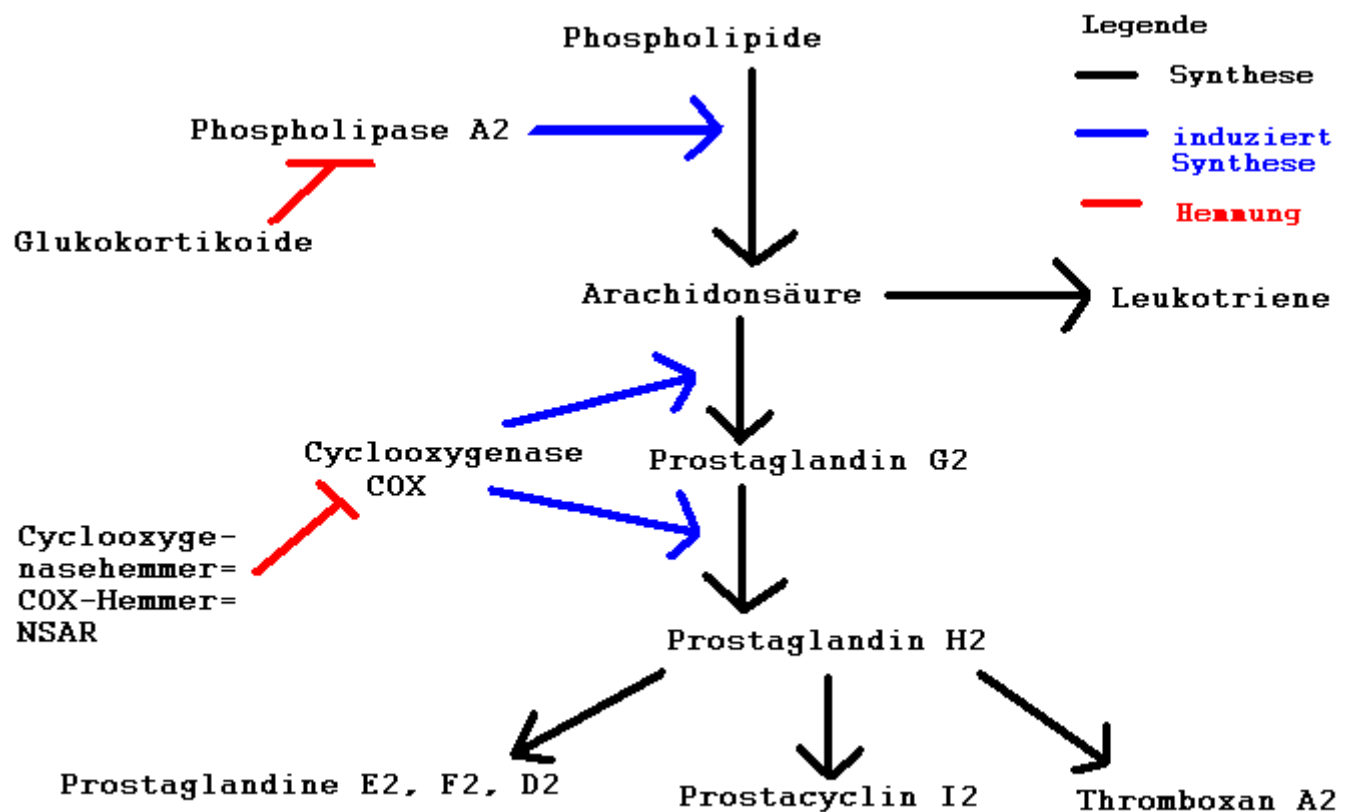 Phospholipide
Legende
Synthese
induziert
Synthese
Hemmung
Phospholipase A2
Glukokortikoide
Arachidonsäure
Leukotriene
Cyclooxygenase
COX
Prostaglandin G2
Cyclooxyge-
nasehemmer=
COX-Hemmer=
NSAR
Prostaglandin H2
Prostaglandine E2, F2, D2
Prostacyclin I2
Thromboxan A2